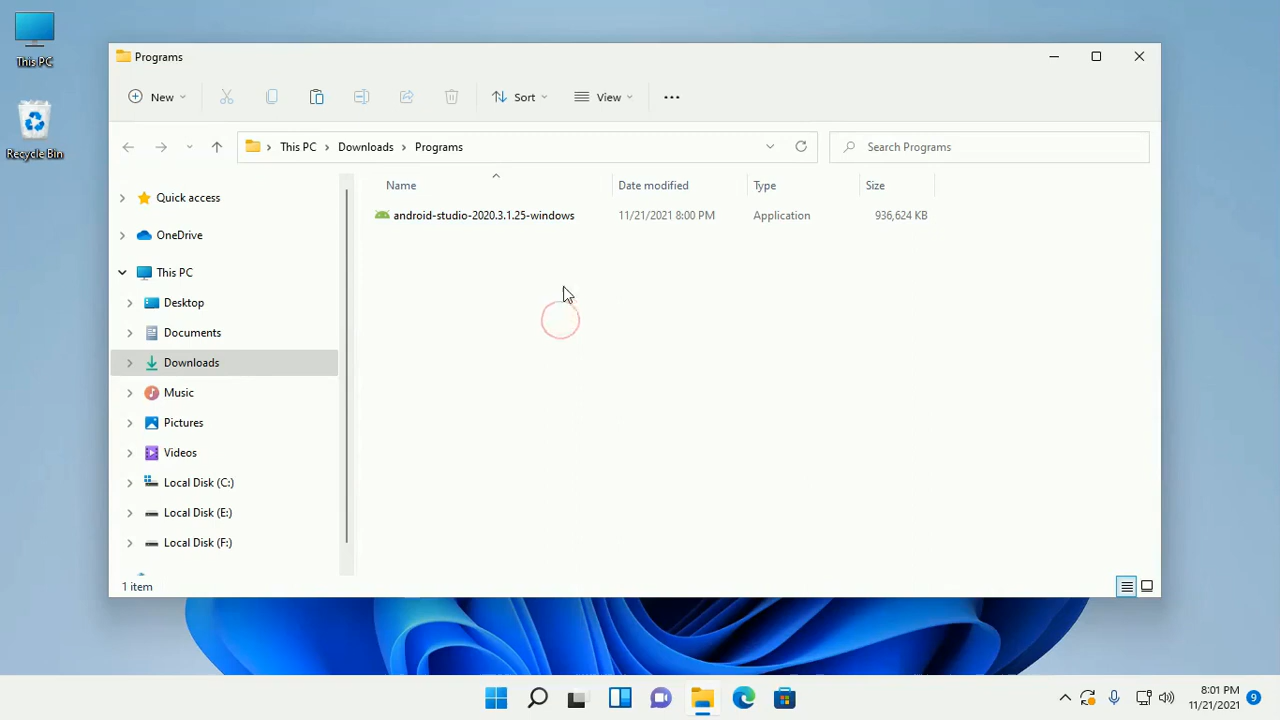 This PC
Recycle Bin
Programs
New
Sort
View
This PC
Downloads
Programs
Search Programs
Name
Date modified
Type
Size
android-studio-2020.3.1.25-windows
11/21/2021 8:00 PM
Application
936,624 KB
Quick access
OneDrive
This PC
Desktop
Documents
Downloads
Music
Pictures
Videos
Local Disk (C:)
Local Disk (E:)
Local Disk (F:)
1 item
8:01 PM
11/21/2021
9